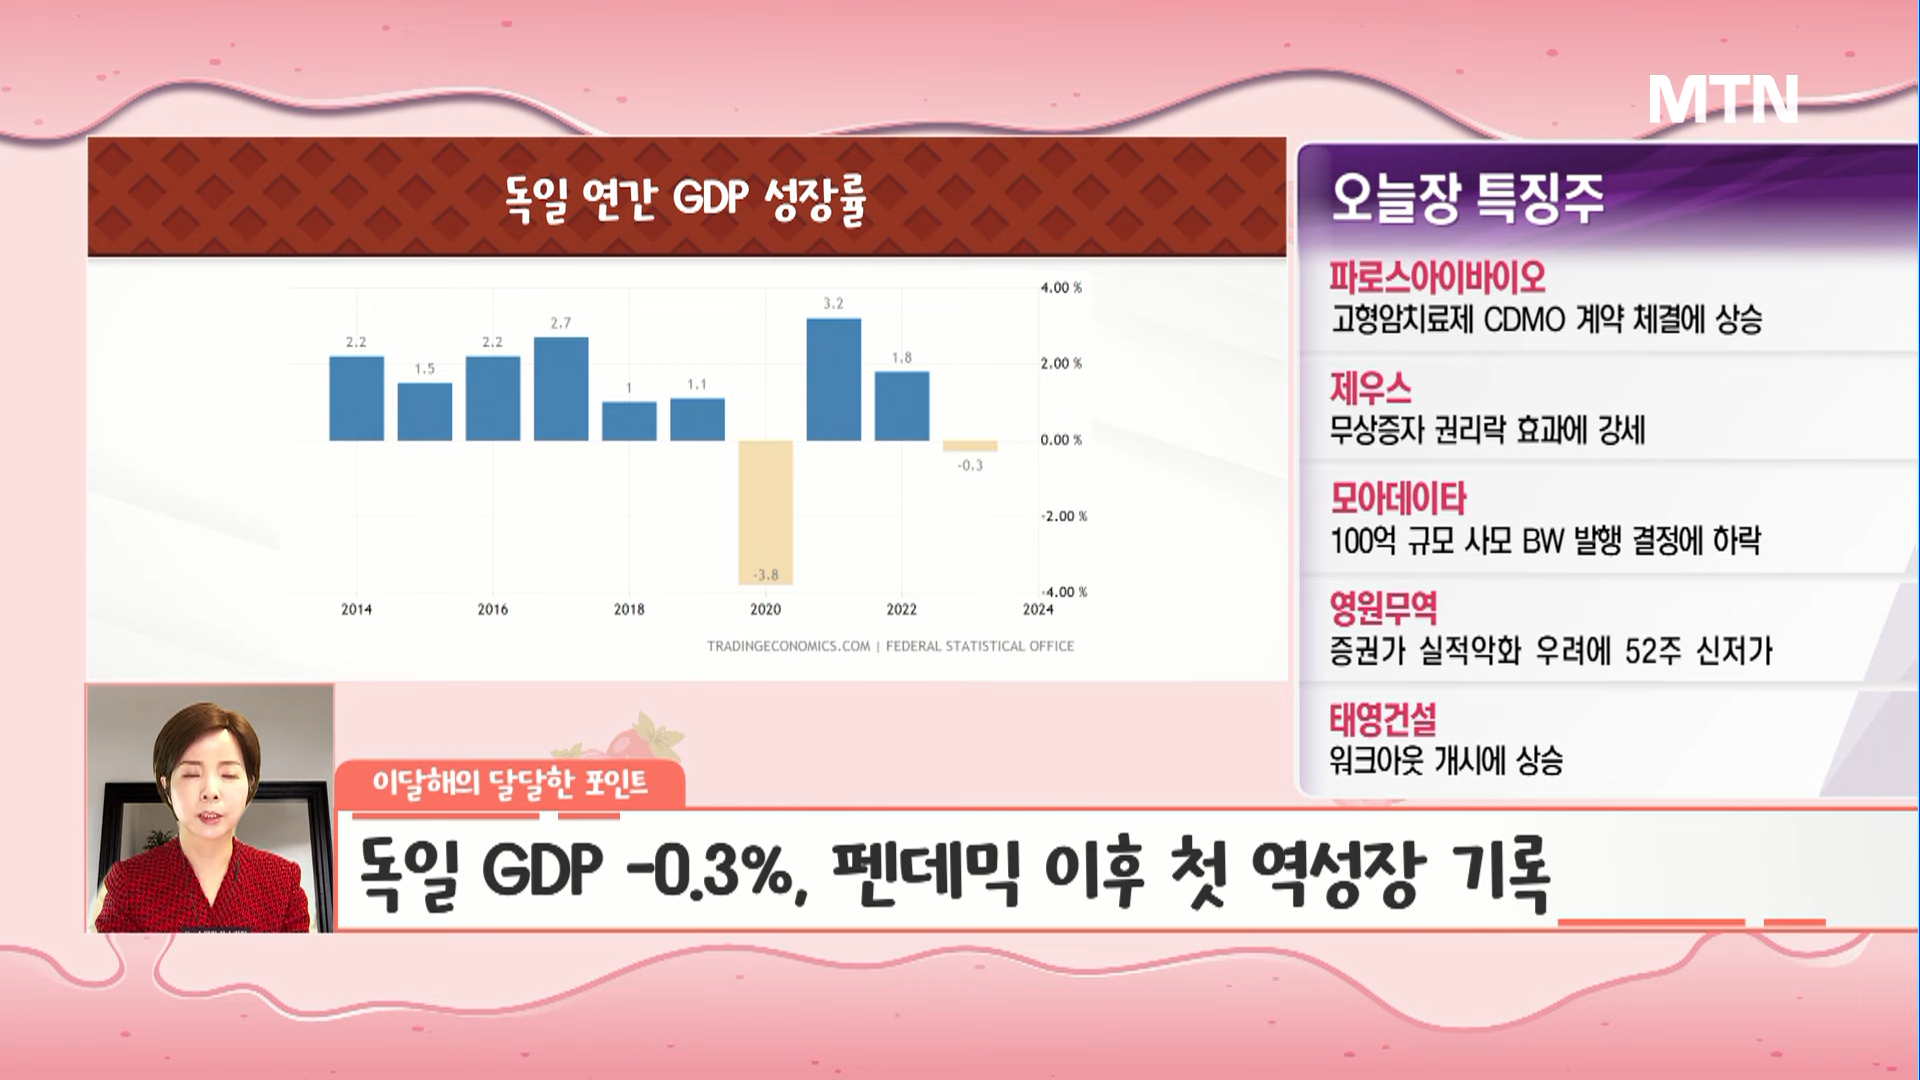 MTN
독일 연간 GDP 성장률
4.00 %
2.00 %
0.00 %
-2.00 %
-4.00 %
2.2
1.5
2.2
2.7
1
1.1
-3.8
3.2
1.8
-0.3
2014
2016
2018
2020
2022
2024
TRADINGECONOMICS.COM | FEDERAL STATISTICAL OFFICE
오늘장 특징주
파로스아이바이오
고형암치료제 CDMO 계약 체결에 상승
제우스
무상증자 권리락 효과에 강세
모아데이타
100억 규모 사모 BW 발행 결정에 하락
영원무역
증권가 실적악화 우려에 52주 신저가
태영건설
워크아웃 개시에 상승
이달해의 달달한 포인트
독일 GDP -0.3%, 펜데믹 이후 첫 역성장 기록